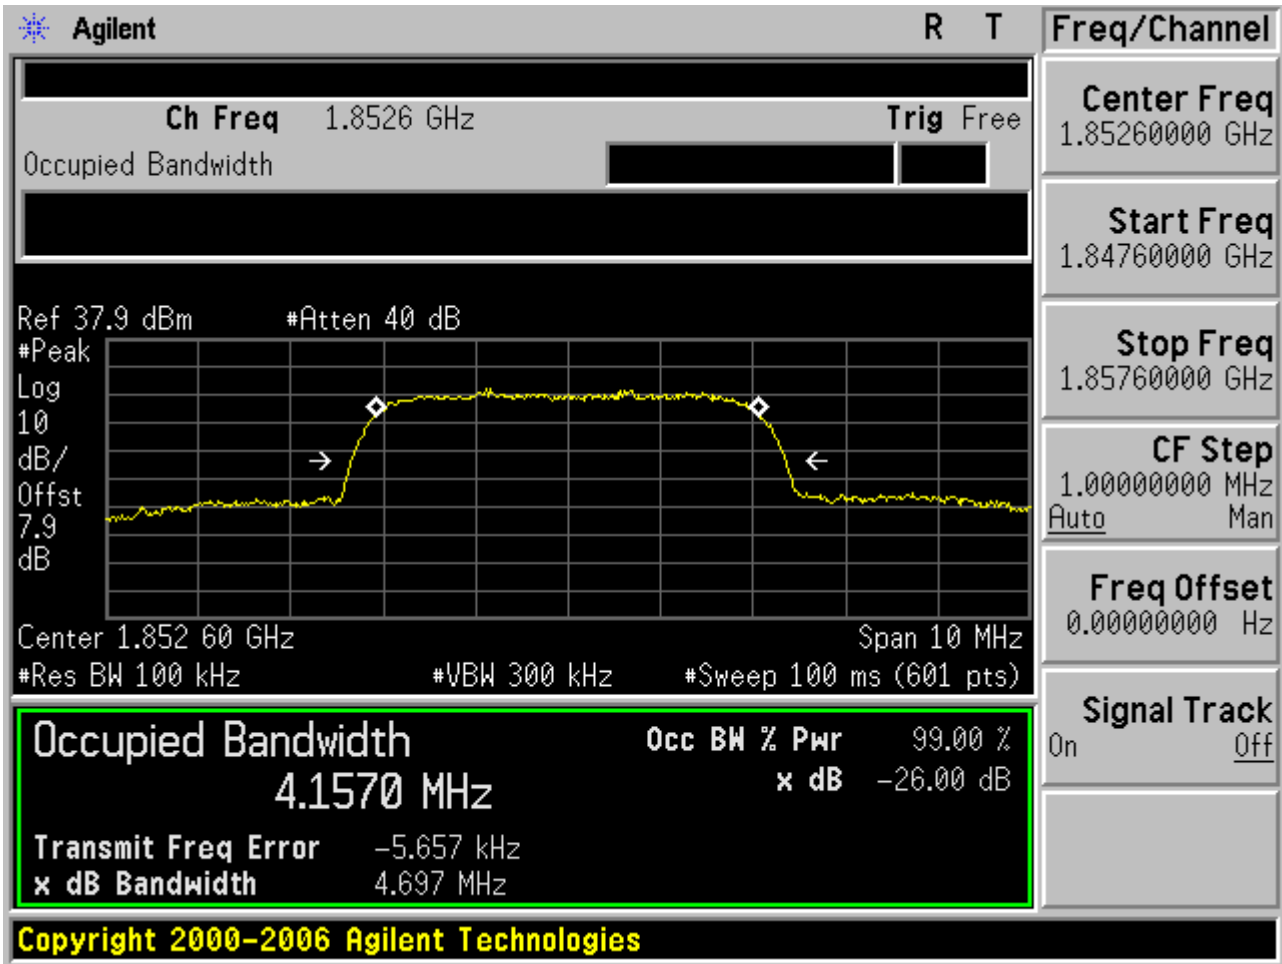 Agilent R T Freq/Channel
Ch Freq 1.8526 GHz Trig Free
Occupied Bandwidth
Center Freq
1.85260000 GHz
Start Freq
1.84760000 GHz
Stop Freq
1.85760000 GHz
CF Step
1.00000000 MHz
Auto Man
Freq Offset
0.00000000 Hz
Signal Track
On Off
Ref 37.9 dBm #Atten 40 dB
#Peak
Log
10
dB/
Offst
7.9
dB
Center 1.852 60 GHz Span 10 MHz
#Res BW 100 kHz #VBW 300 kHz #Sweep 100 ms (601 pts)
Occupied Bandwidth Occ BW % Pwr 99.00 %
4.1570 MHz x dB -26.00 dB
Transmit Freq Error -5.657 kHz
x dB Bandwidth 4.697 MHz
Copyright 2000-2006 Agilent Technologies